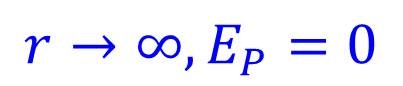 r → ∞, E_P = 0